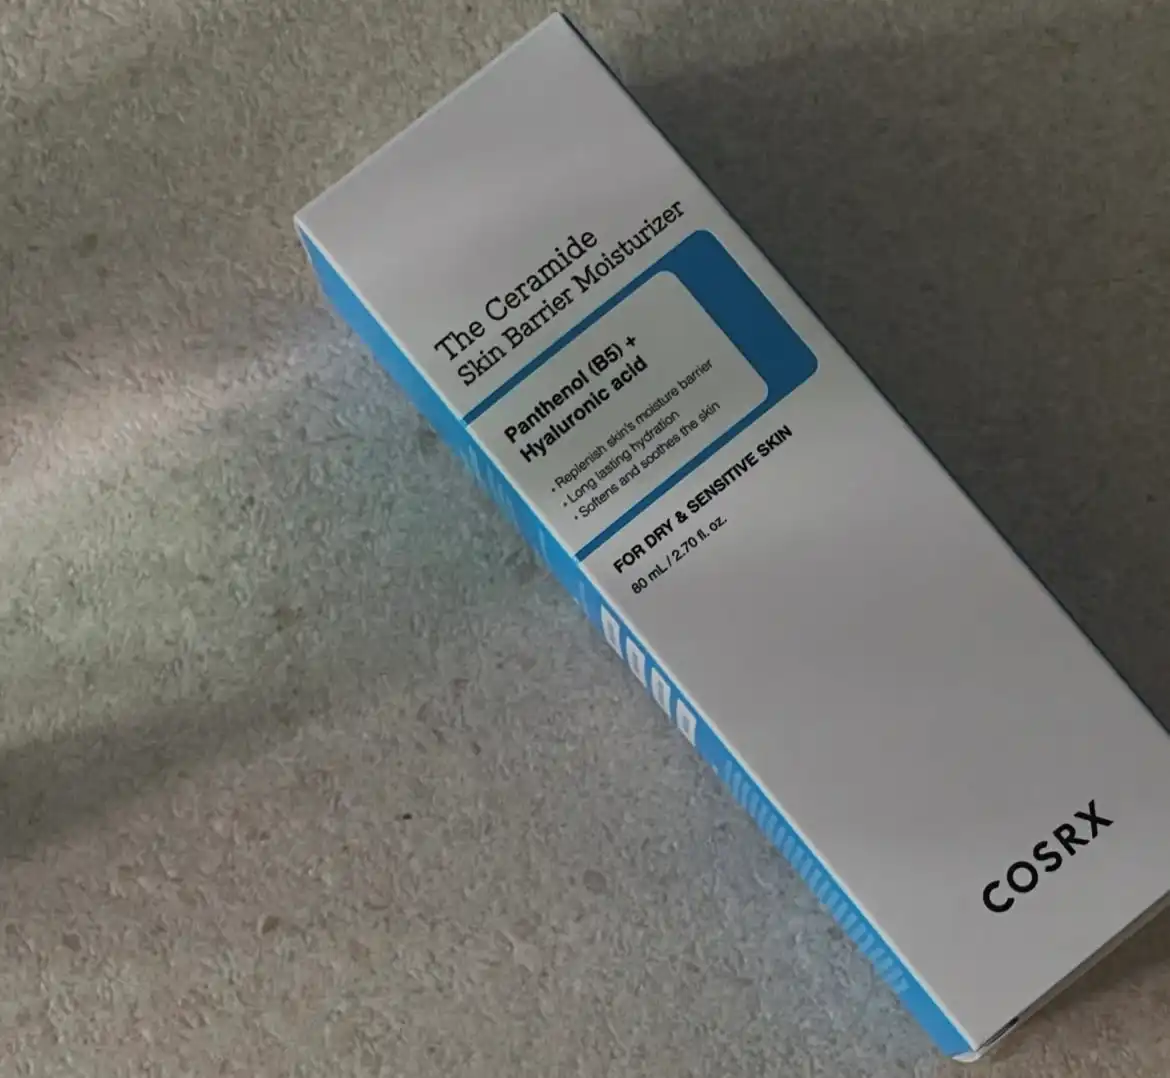 The Ceramide
Skin Barrier Moisturizer
Panthenol (B5) +
Hyaluronic acid
• Replenish skin's moisture barrier
• Long lasting hydration
• Softens and soothes the skin
FOR DRY & SENSITIVE SKIN
80 mL / 2.70 fl. oz.
COSRX